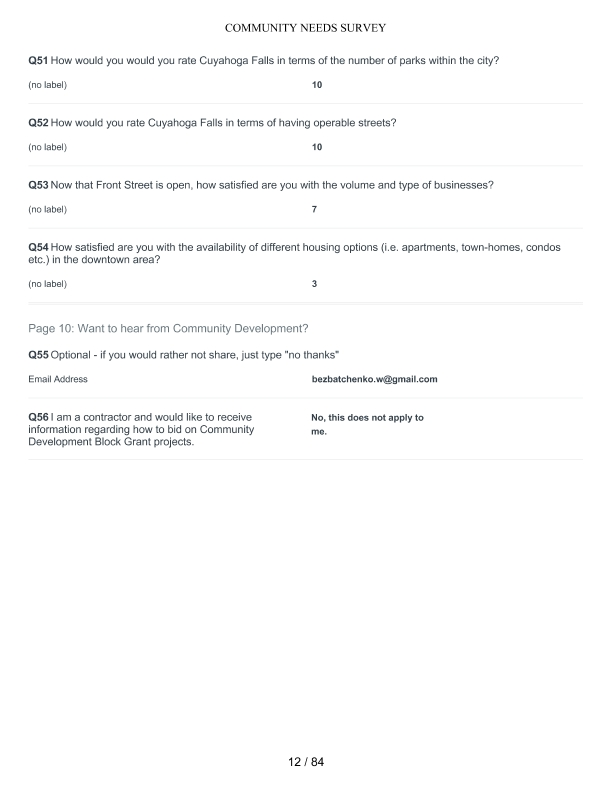 COMMUNITY NEEDS SURVEY
Q51 How would you would you rate Cuyahoga Falls in terms of the number of parks within the city?
(no label) 10
Q52 How would you rate Cuyahoga Falls in terms of having operable streets?
(no label) 10
Q53 Now that Front Street is open, how satisfied are you with the volume and type of businesses?
(no label) 7
Q54 How satisfied are you with the availability of different housing options (i.e. apartments, town-homes, condos
etc.) in the downtown area?
(no label) 3
Page 10: Want to hear from Community Development?
Q55 Optional - if you would rather not share, just type "no thanks"
Email Address bezbatchenko.w@gmail.com
Q56 I am a contractor and would like to receive
information regarding how to bid on Community
Development Block Grant projects.
No, this does not apply to
me.
12 / 84